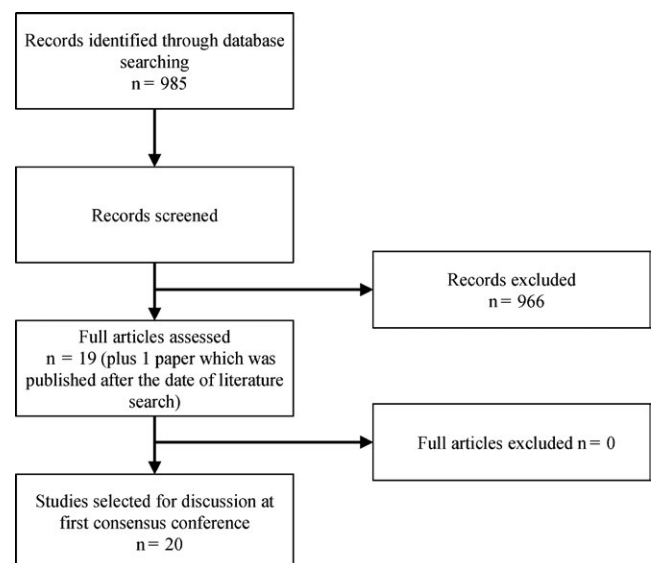 Records identified through database
searching
n = 985
Records screened
Records excluded
n = 966
Full articles assessed
n = 19 (plus 1 paper which was
published after the date of literature
search)
Full articles excluded n = 0
Studies selected for discussion at
first consensus conference
n = 20